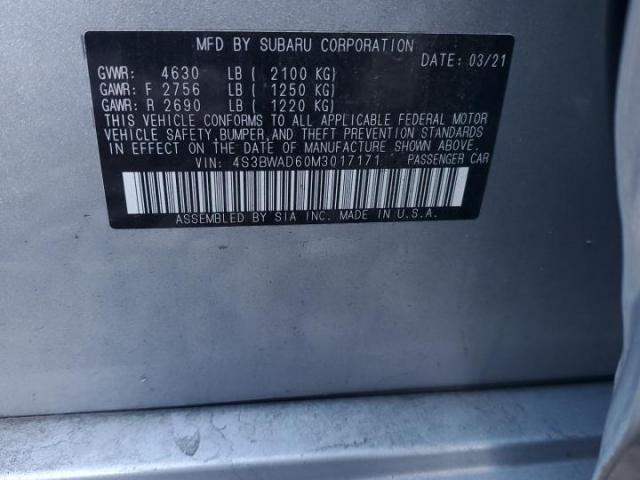 MFD BY SUBARU CORPORATION
DATE: 03/21
GVWR: 4630 LB ( 2100 KG)
GAWR: F 2756 LB ( 1250 KG)
GAWR: R 2690 LB ( 1220 KG)
THIS VEHICLE CONFORMS TO ALL APPLICABLE FEDERAL MOTOR
VEHICLE SAFETY, BUMPER, AND THEFT PREVENTION STANDARDS
IN EFFECT ON THE DATE OF MANUFACTURE SHOWN ABOVE.
VIN: 4S3BWAD60M3017171 PASSENGER CAR
ASSEMBLED BY SIA INC. MADE IN U.S.A.